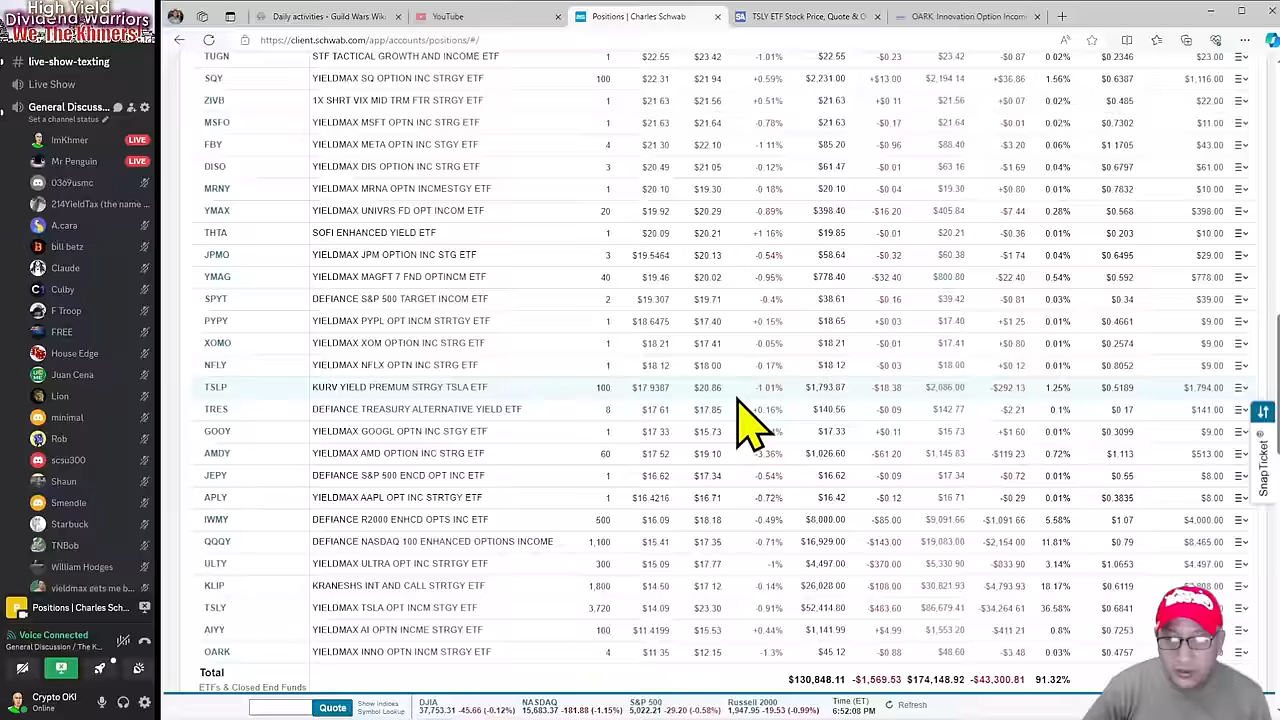 High Yield
Dividend Warriors
We. The Khmers!
live-show-texting
Live Show
General Discuss...
Set a channel status
ImKhmer LIVE
Mr Penguin LIVE
0369usmc
214YieldTax (the name ...
A.cara
bill betz
Claude
Culby
F Troop
FREE
House Edge
Juan Cena
Lion
minimal
Rob
scsu300
Shaun
Smendle
Starbuck
TNBob
William Hodges
yieldmax gets me b...
Positions | Charles Sch...
Voice Connected
General Discussion / The K...
Crypto OKI
Online
Daily activities - Guild Wars Wiki
YouTube
Positions | Charles Schwab
TSLY ETF Stock Price, Quote & C
OARK, Innovation Option Incom
https://client.schwab.com/app/accounts/positions/#/
TUGN STF TACTICAL GROWTH AND INCOME ETF 1 $22.55 $23.42 -1.01% $22.55 -$0.23 $23.42 -$0.87 0.02% $0.2346 $23.00
SQY YIELDMAX SQ OPTION INC STRGY ETF 100 $22.31 $21.94 +0.59% $2,231.00 +$13.00 $2,194.14 +$36.86 1.56% $0.6387 $1,116.00
ZIVB 1X SHRT VIX MID TRM FTR STRGY ETF 1 $21.63 $21.56 +0.51% $21.63 +$0.11 $21.56 +$0.07 0.02% $0.485 $22.00
MSFO YIELDMAX MSFT OPTN INC STRG ETF 1 $21.63 $21.64 -0.78% $21.63 -$0.17 $21.64 -$0.01 0.02% $0.7302 $11.00
FBY YIELDMAX META OPTN INC STGY ETF 4 $21.30 $22.10 -1.11% $85.20 -$0.96 $88.40 -$3.20 0.06% $1.1705 $43.00
DISO YIELDMAX DIS OPTION INC STRG ETF 3 $20.49 $21.05 -0.12% $61.47 -$0.01 $63.16 -$1.69 0.04% $0.6797 $61.00
MRNY YIELDMAX MRNA OPTN INCMESTGY ETF 1 $20.10 $19.30 -0.18% $20.10 -$0.04 $19.30 +$0.80 0.01% $0.7832 $10.00
YMAX YIELDMAX UNIVRS FD OPT INCOM ETF 20 $19.92 $20.29 -0.89% $398.40 -$16.20 $405.84 -$7.44 0.28% $0.568 $398.00
THTA SOFI ENHANCED YIELD ETF 1 $20.09 $20.21 +1.16% $19.85 -$0.01 $20.21 -$0.36 0.01% $0.203 $20.00
JPMO YIELDMAX JPM OPTION INC STG ETF 3 $19.5464 $20.13 -0.54% $58.64 -$0.32 $60.38 -$1.74 0.04% $0.6495 $29.00
YMAG YIELDMAX MAGFT 7 FND OPTINCM ETF 40 $19.46 $20.02 -0.95% $778.40 -$32.40 $800.80 -$22.40 0.54% $0.592 $778.00
SPYT DEFIANCE S&P 500 TARGET INCOM ETF 2 $19.307 $19.71 -0.4% $38.61 -$0.16 $39.42 -$0.81 0.03% $0.34 $39.00
PYPY YIELDMAX PYPL OPT INCM STRTGY ETF 1 $18.6475 $17.40 +0.15% $18.65 +$0.03 $17.40 +$1.25 0.01% $0.4661 $9.00
XOMO YIELDMAX XOM OPTION INC STRG ETF 1 $18.21 $17.41 -0.05% $18.21 -$0.01 $17.41 +$0.80 0.01% $0.2574 $9.00
NFLY YIELDMAX NFLX OPTN INC STRG ETF 1 $18.12 $18.00 -0.17% $18.12 -$0.03 $18.00 +$0.12 0.01% $0.8052 $9.00
TSLP KURV YIELD PREMUM STRGY TSLA ETF 100 $17.9387 $20.86 -1.01% $1,793.87 -$18.38 $2,086.00 -$292.13 1.25% $0.5189 $1,794.00
TRES DEFIANCE TREASURY ALTERNATIVE YIELD ETF 8 $17.61 $17.85 +0.16% $140.56 -$0.09 $142.77 -$2.21 0.1% $0.17 $141.00
GOOY YIELDMAX GOOGL OPTN INC STGY ETF 1 $17.33 $15.73 $17.33 +$0.11 $15.73 +$1.60 0.01% $0.3099 $9.00
AMDY YIELDMAX AMD OPTION INC STRG ETF 60 $17.52 $19.10 -3.36% $1,026.60 -$61.20 $1,145.83 -$119.23 0.72% $1.113 $513.00
JEPY DEFIANCE S&P 500 ENCD OPT INC ETF 1 $16.62 $17.34 -0.54% $16.62 -$0.09 $17.34 -$0.72 0.01% $0.55 $8.00
APLY YIELDMAX AAPL OPT INC STRTGY ETF 1 $16.4216 $16.71 -0.72% $16.42 -$0.12 $16.71 -$0.29 0.01% $0.3835 $8.00
IWMY DEFIANCE R2000 ENHCD OPTS INC ETF 500 $16.09 $18.18 -0.49% $8,000.00 -$85.00 $9,091.66 -$1,091.66 5.58% $1.07 $4,000.00
QQQY DEFIANCE NASDAQ 100 ENHANCED OPTIONS INCOME 1,100 $15.41 $17.35 -0.71% $16,929.00 -$143.00 $19,083.00 -$2,154.00 11.81% $0.79 $8,465.00
ULTY YIELDMAX ULTRA OPT INC STRTGY ETF 300 $15.09 $17.77 -1% $4,497.00 -$370.00 $5,330.90 -$833.90 3.14% $1.0653 $4,497.00
KLIP KRANESHS INT AND CALL STRTGY ETF 1,800 $14.50 $17.12 -0.14% $26,028.00 -$108.00 $30,821.93 -$4,793.93 18.17% $0.6119
TSLY YIELDMAX TSLA OPT INCM STGY ETF 3,720 $14.09 $23.30 -0.91% $52,414.80 -$483.60 $86,679.41 -$34,264.61 36.58% $0.6841
AIYY YIELDMAX AI OPTN INCME STRGY ETF 100 $11.4199 $15.53 +0.44% $1,141.99 +$4.99 $1,553.20 -$411.21 0.8% $0.7253
OARK YIELDMAX INNO OPTN INCM ETF 4 $11.35 $12.15 -1.3% $45.12 -$0.88 $48.60 -$3.48 0.03% $0.4757
Total
ETFs & Closed End Funds $130,848.11 -$1,569.53 $174,148.92 -$43,300.81 91.32%
SnapTicket ®
Quote
Show Indices
Symbol Lookup
DJIA
37,753.31 -45.66 (-0.12%)
NASDAQ
15,683.37 -181.88 (-1.15%)
S&P 500
5,022.21 -29.20 (-0.58%)
Russell 2000
1,947.95 -19.53 (-0.99%)
Time (ET)
6:52:08 PM
Refresh